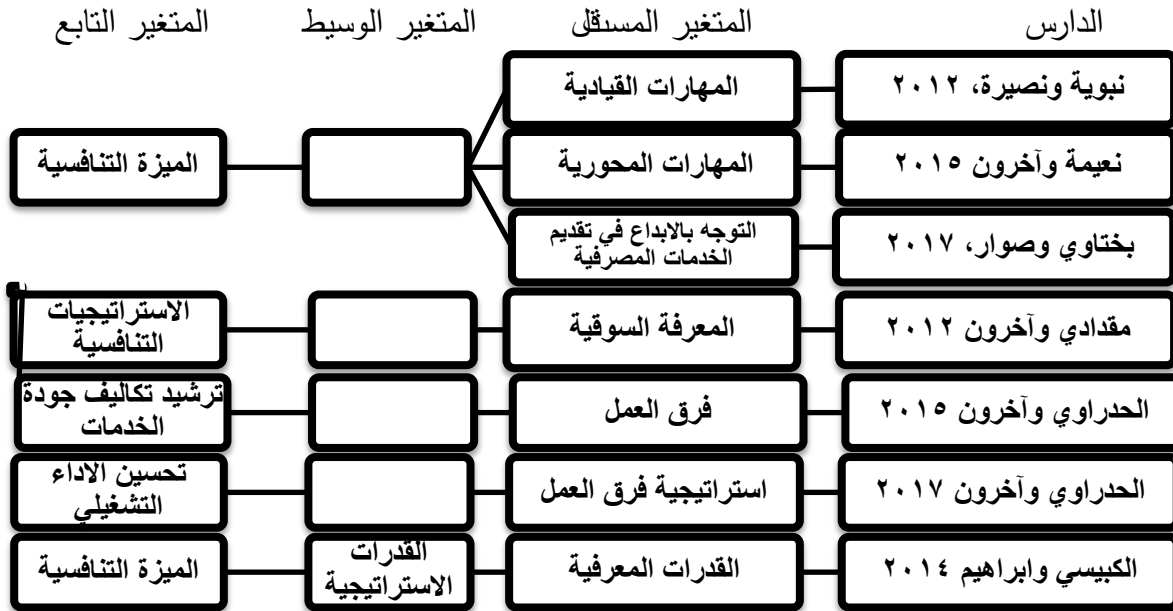 الدارس
المتغير المستقل
المتغير الوسيط
المتغير التابع
نبوية ونصيرة، ٢٠١٢
المهارات القيادية
نعيمة وآخرون ٢٠١٥
المهارات المحورية
الميزة التنافسية
بختاوي وصوار، ٢٠١٧
التوجه بالابداع في تقديم
الخدمات المصرفية
مقدادي وآخرون ٢٠١٢
المعرفة السوقية
الاستراتيجيات
التنافسية
الحدراوي وآخرون ٢٠١٥
فرق العمل
ترشيد تكاليف جودة
الخدمات
الحدراوي وآخرون ٢٠١٧
استراتيجية فرق العمل
تحسين الاداء
التشغيلي
الكبيسي وابراهيم ٢٠١٤
القدرات المعرفية
القدرات
الاستراتيجية
الميزة التنافسية